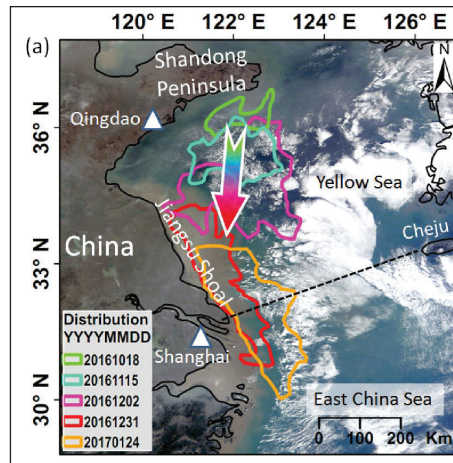 (a)
120° E
122° E
124° E
126° E
N
Shandong
Peninsula
Qingdao
36° N
Yellow Sea
Cheju
Jiangsu Shoal
China
33° N
Distribution
YYYYMMDD
20161018
20161115
20161202
20161231
20170124
Shanghai
30° N
East China Sea
0 100 200
Km